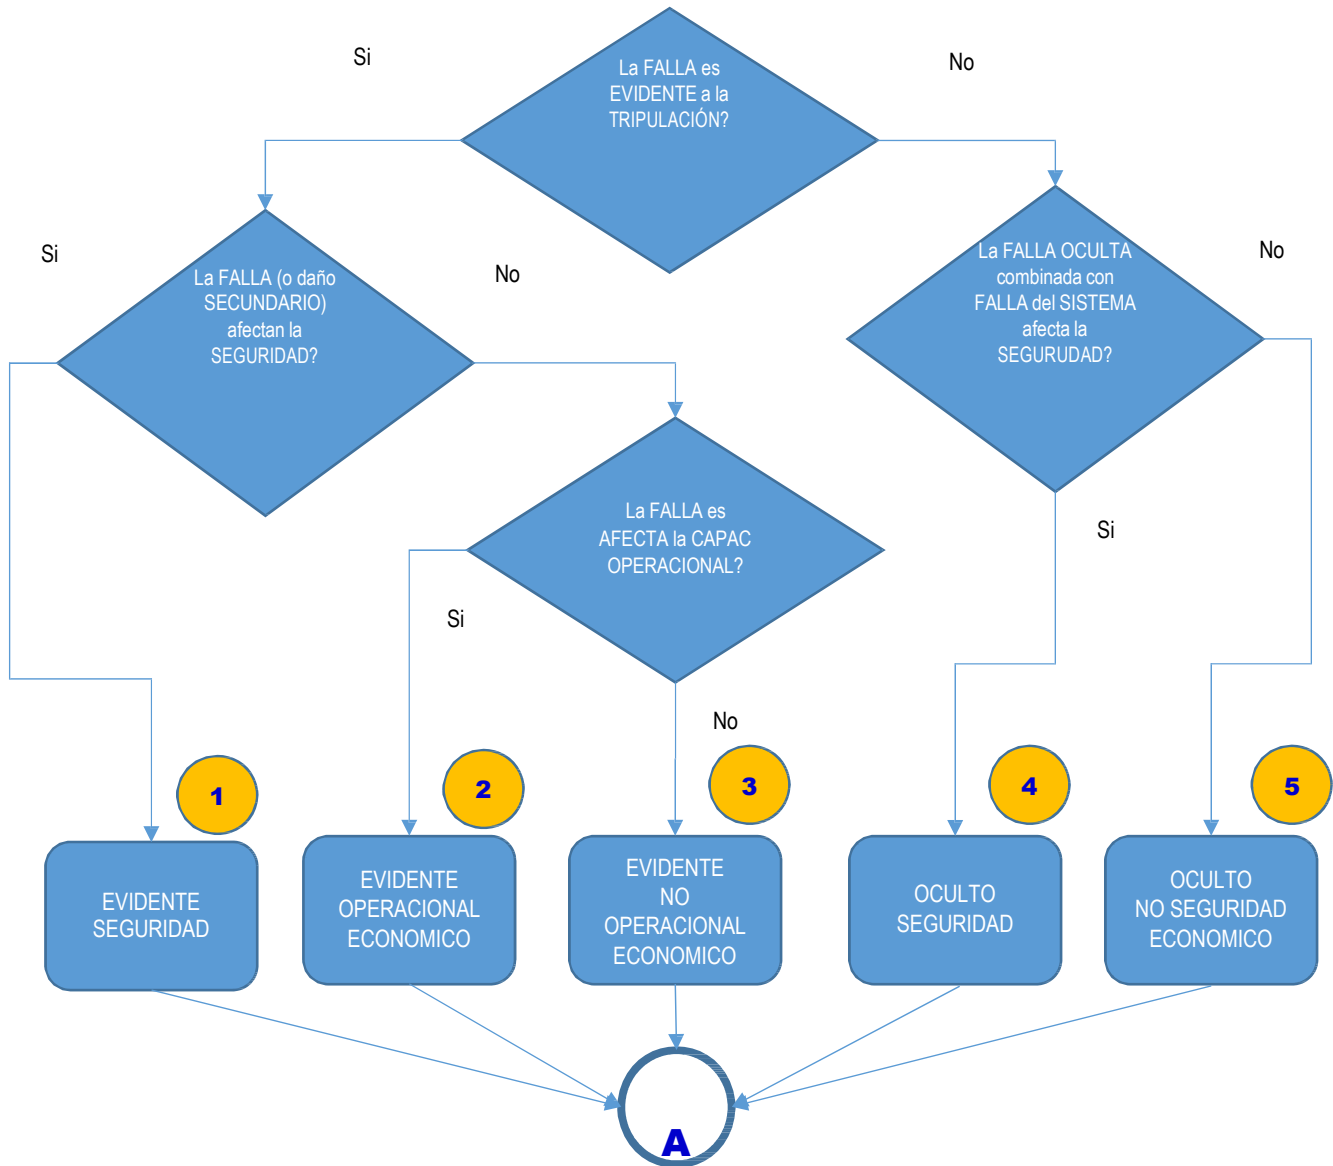 Si
No
La FALLA es
EVIDENTE a la
TRIPULACIÓN?
Si
La FALLA (o daño
SECUNDARIO)
afectan la
SEGURIDAD?
No
La FALLA OCULTA
combinada con
FALLA del SISTEMA
afecta la
SEGURUDAD?
No
La FALLA es
AFECTA la CAPAC
OPERACIONAL?
Si
Si
No
1
2
3
4
5
EVIDENTE
SEGURIDAD
EVIDENTE
OPERACIONAL
ECONOMICO
EVIDENTE
NO
OPERACIONAL
ECONOMICO
OCULTO
SEGURIDAD
OCULTO
NO SEGURIDAD
ECONOMICO
A